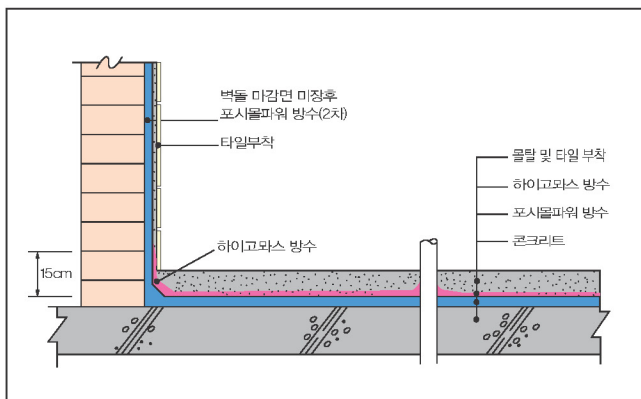 벽돌 마감면 미장후
포시몰파워 방수(2차)
타일부착
하이고와스 방수
15cm
몰탈 및 타일 부착
하이고와스 방수
포시몰파워 방수
콘크리트